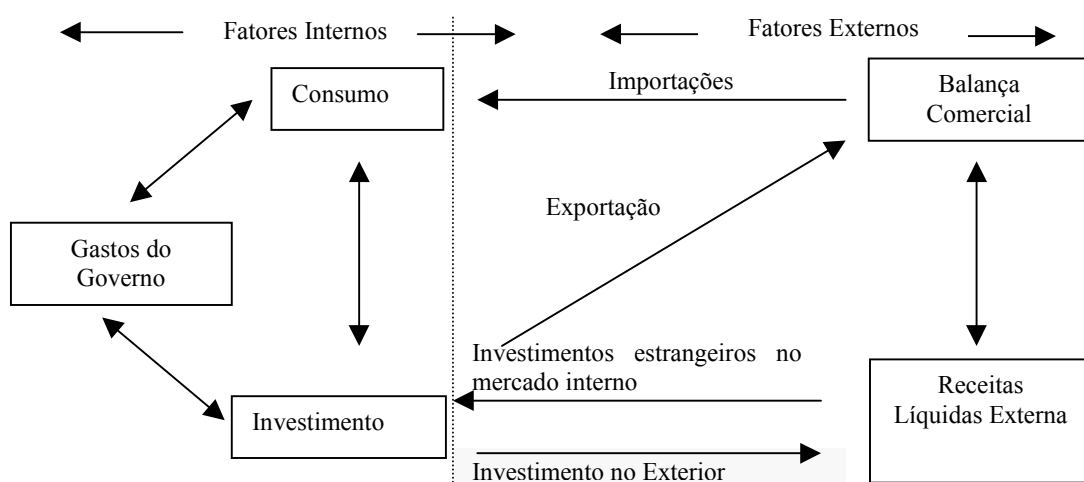 Fatores Internos
Fatores Externos
Consumo
Importações
Balança
Comercial
Exportação
Gastos do
Governo
Investimentos estrangeiros no
mercado interno
Receitas
Líquidas Externa
Investimento
Investimento no Exterior